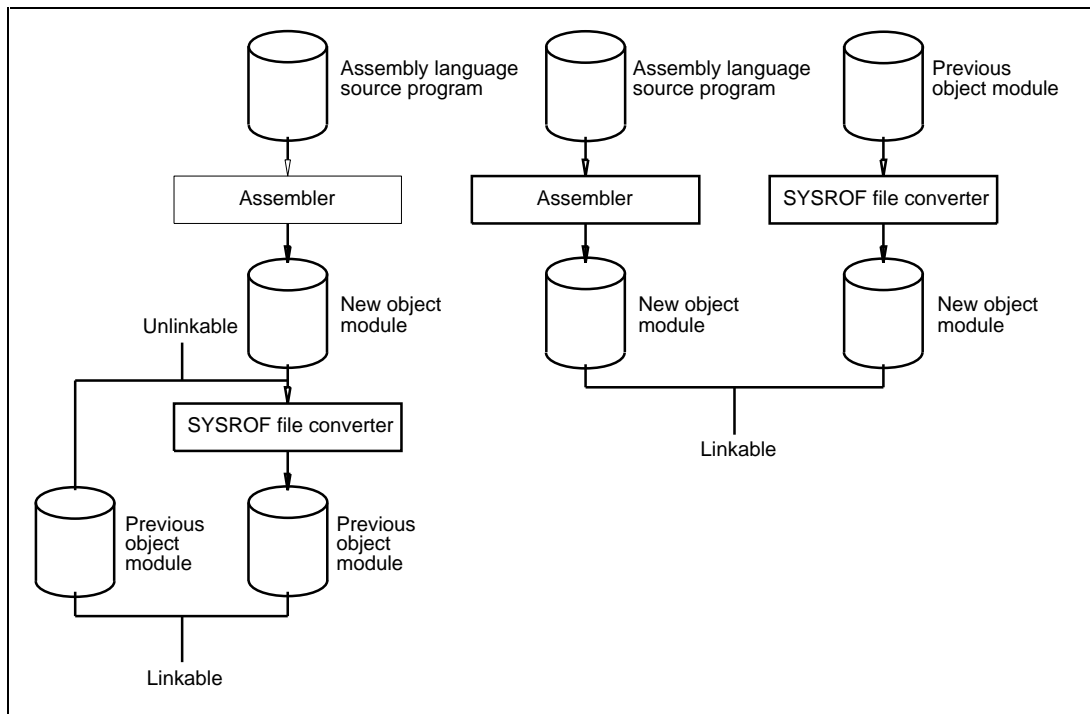 Assembly language
source program
Assembler
New object
module
Unlinkable
SYSROF file converter
Previous
object
module
Previous
object
module
Linkable
Assembly language
source program
Assembler
New object
module
Previous
object module
SYSROF file converter
New object
module
Linkable